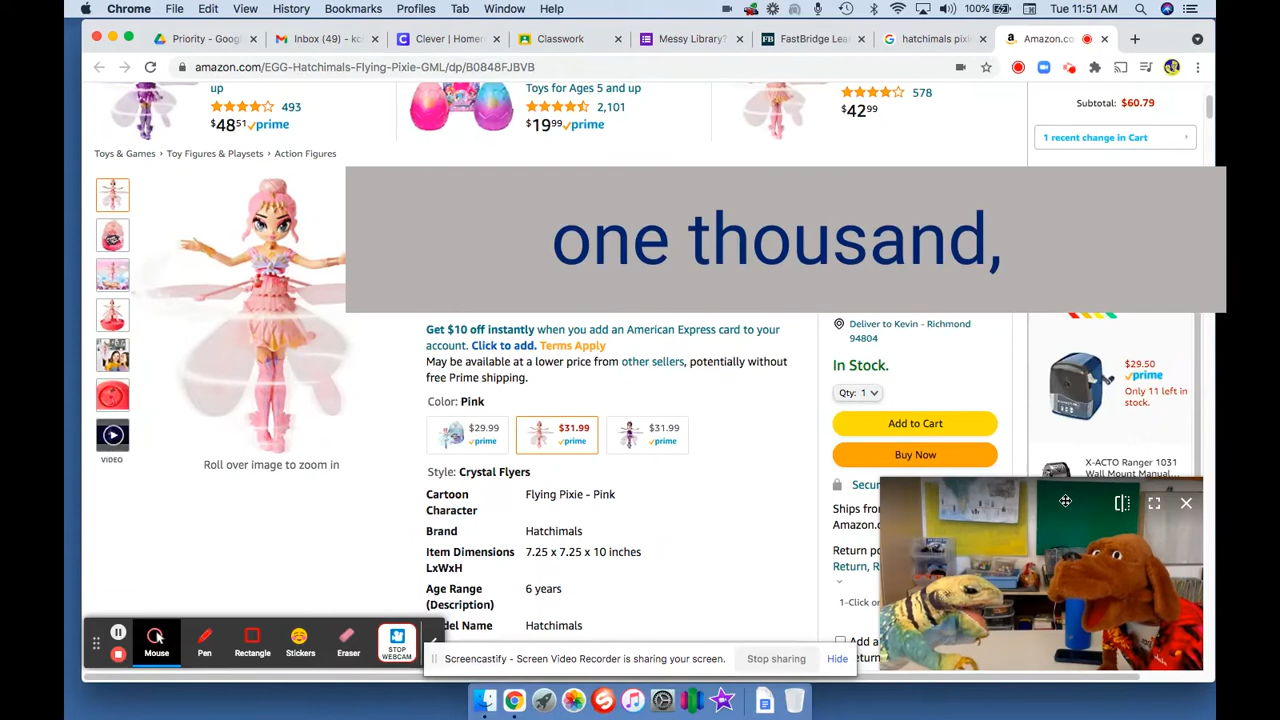 Chrome File Edit View History Bookmarks Profiles Tab Window Help 100% Tue 11:51 AM
Inbox (49) - Clever | Classwork Messy Library? hatchimals Amazon.co
amazon.com/EGG-Hatchimals-Flying-Pixie-GML/dp/B0848FJBVB
up
493
$48.51 prime
Toys for Ages 5 and up
2,101
$19.99 prime
578
$42.99
Subtotal: $60.79
1 recent change in Cart
Toys & Games › Toy Figures & Playsets › Action Figures
one thousand,
Get $10 off instantly when you add an American Express card to your
account. Click to add. Terms Apply
May be available at a lower price from other sellers, potentially without
free Prime shipping.
Color: Pink
$29.99 $31.99 $31.99
prime prime prime
Style: Crystal Flyers
Cartoon Character Flying Pixie - Pink
Brand Hatchimals
Item Dimensions LxWxH 7.25 x 7.25 x 10 inches
Age Range (Description) 6 years
Hatchimals
VIDEO
Roll over image to zoom in
Deliver to Kevin - Richmond
94804
In Stock.
Qty: 1
Add to Cart
Buy Now
Ships
Amazon.c
Return
Return,
1-Click
Add a
$29.50
prime
Only 11 left in
stock.
X-ACTO Ranger 1031
Wall Mount Manual
Mouse Pen Rectangle Stickers Eraser STOP
WEBCAM
Screencastify - Screen Video Recorder is sharing your screen. Stop sharing Hide